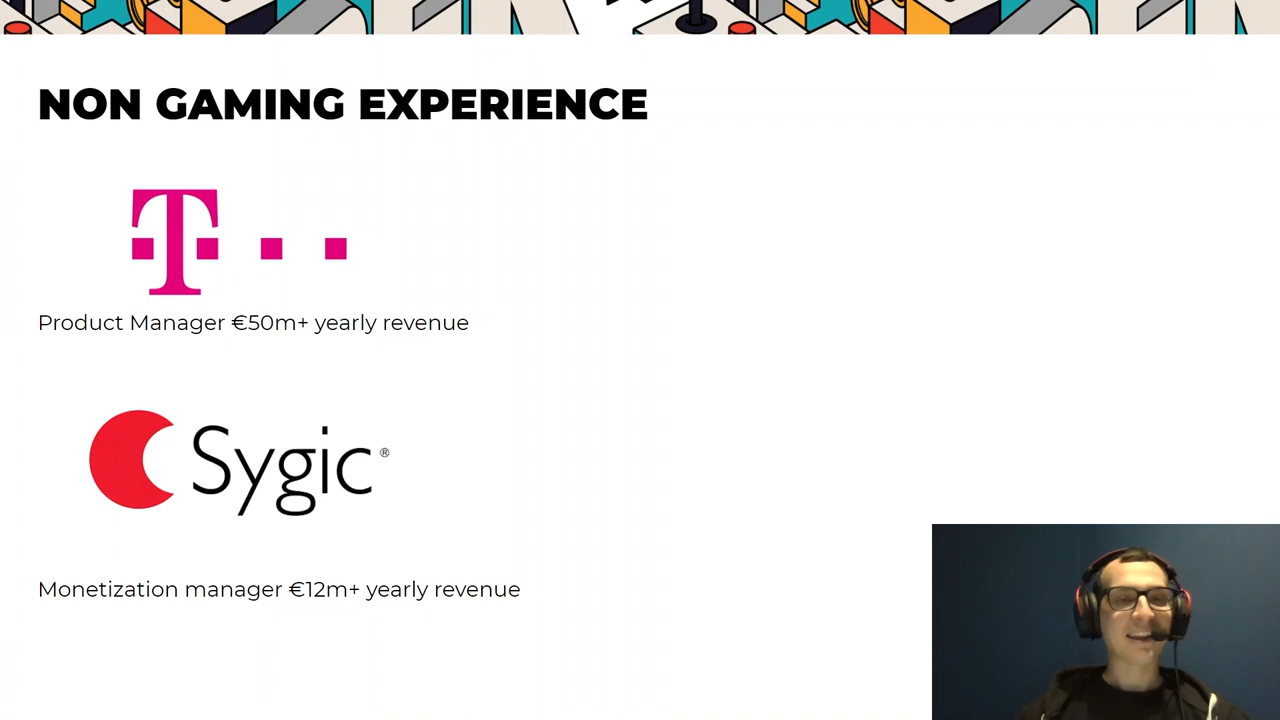 NON GAMING EXPERIENCE
T
Product Manager €50m+ yearly revenue
Sygic®
Monetization manager €12m+ yearly revenue